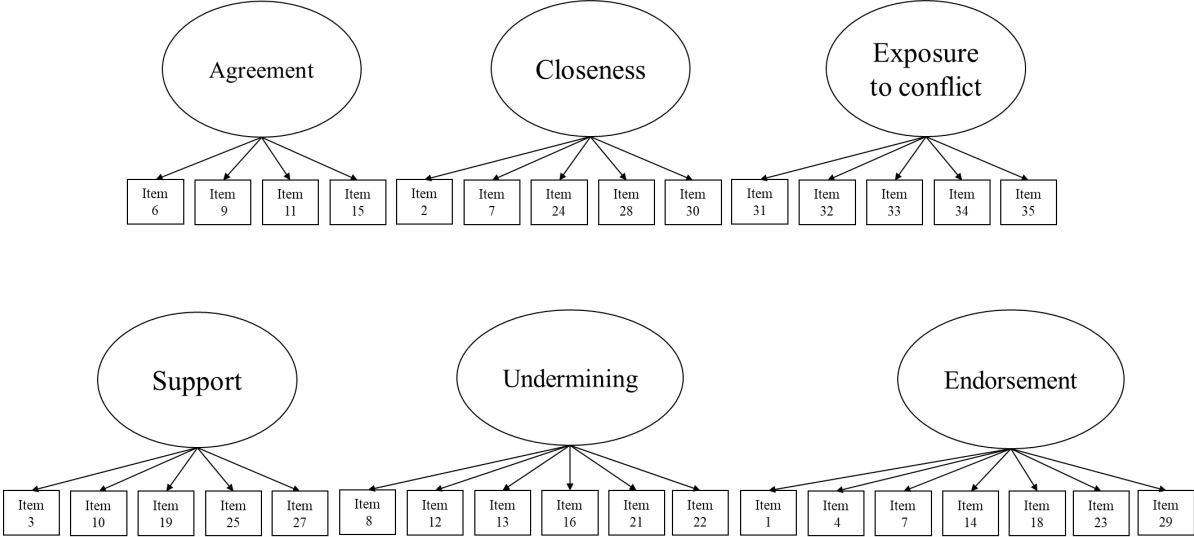 Agreement
Closeness
Exposure
to conflict
Item
6
Item
9
Item
11
Item
15
Item
2
Item
7
Item
24
Item
28
Item
30
Item
31
Item
32
Item
33
Item
34
Item
35
Support
Undermining
Endorsement
Item
3
Item
10
Item
19
Item
25
Item
27
Item
8
Item
12
Item
13
Item
16
Item
21
Item
22
Item
1
Item
4
Item
7
Item
14
Item
18
Item
23
Item
29